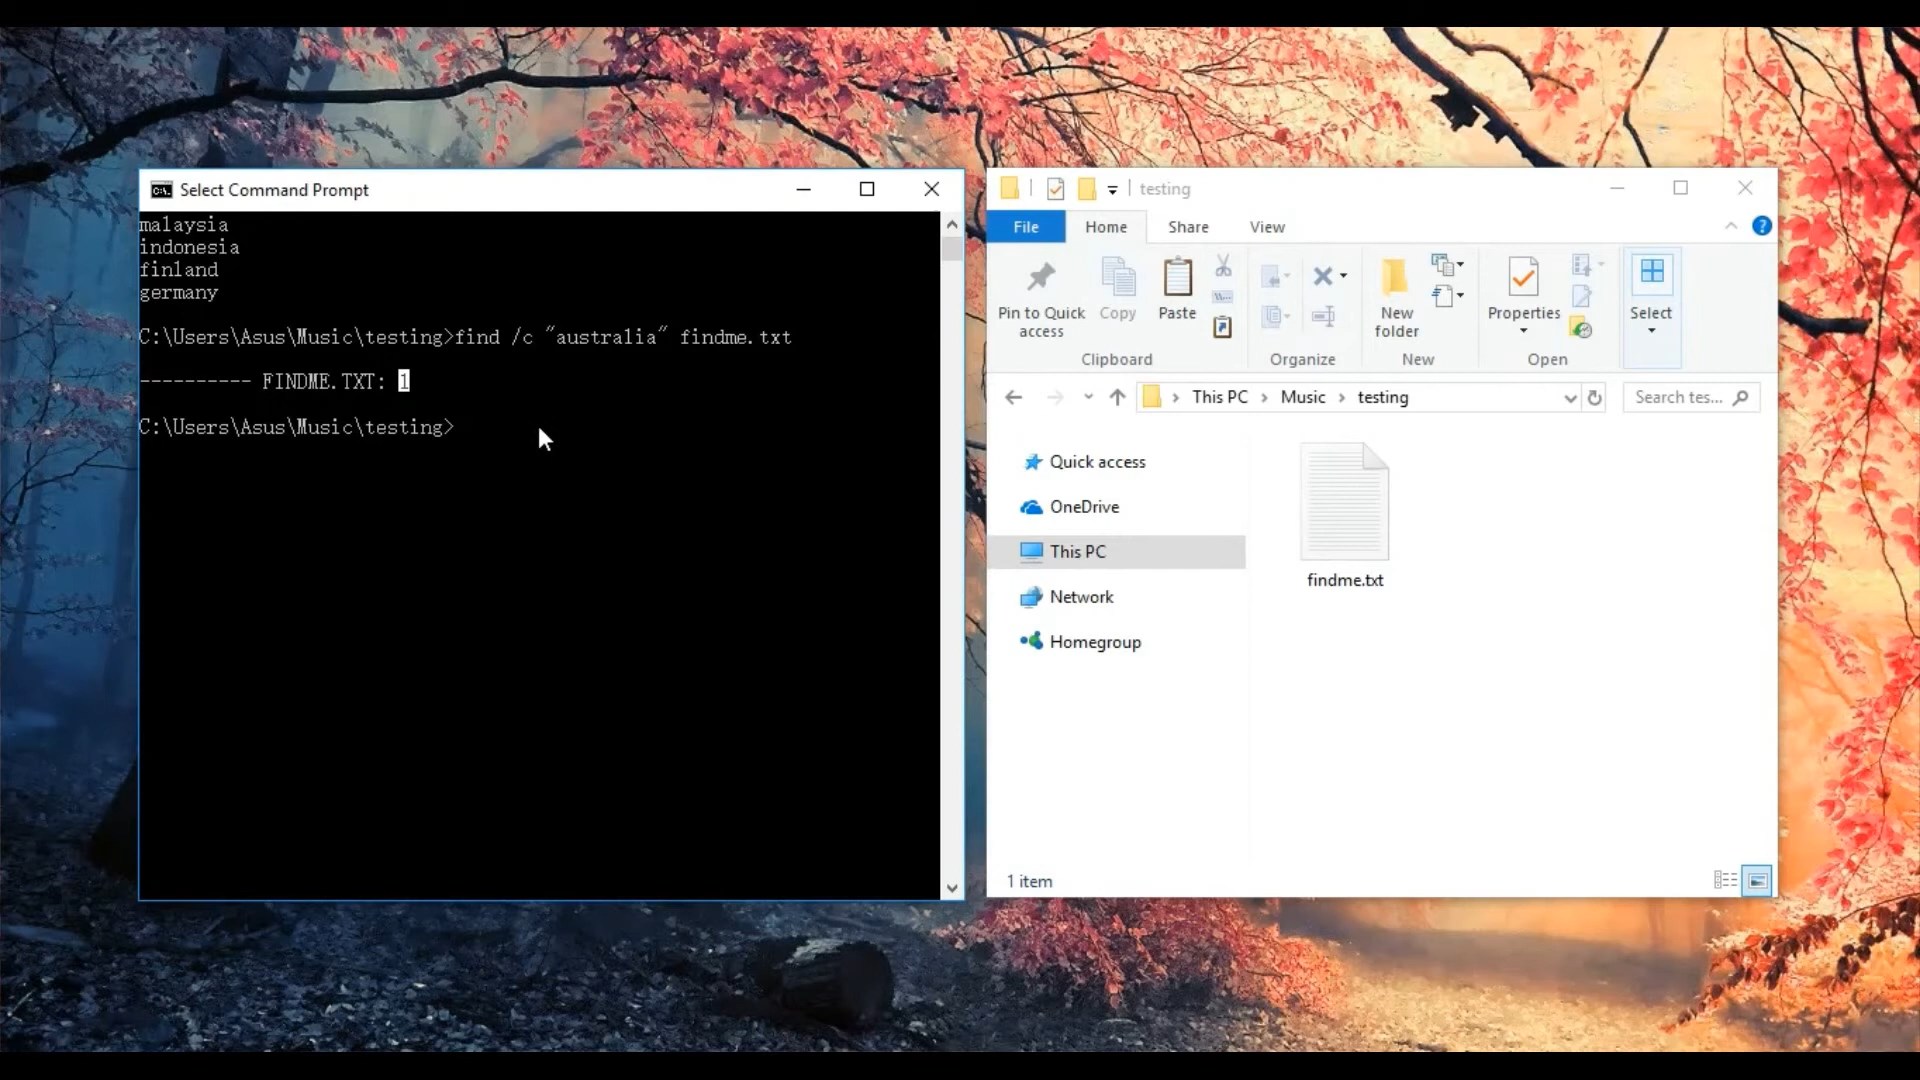 Select Command Prompt
malaysia
indonesia
finland
germany
C:\Users\Asus\Music\testing>find /c "australia" findme.txt
---------- FINDME.TXT: 1
C:\Users\Asus\Music\testing>
testing
File Home Share View
Pin to Quick access
Copy
Paste
New folder
Properties
Select
Clipboard
Organize
New
Open
This PC > Music > testing
Search tes...
Quick access
OneDrive
This PC
Network
Homegroup
findme.txt
1 item